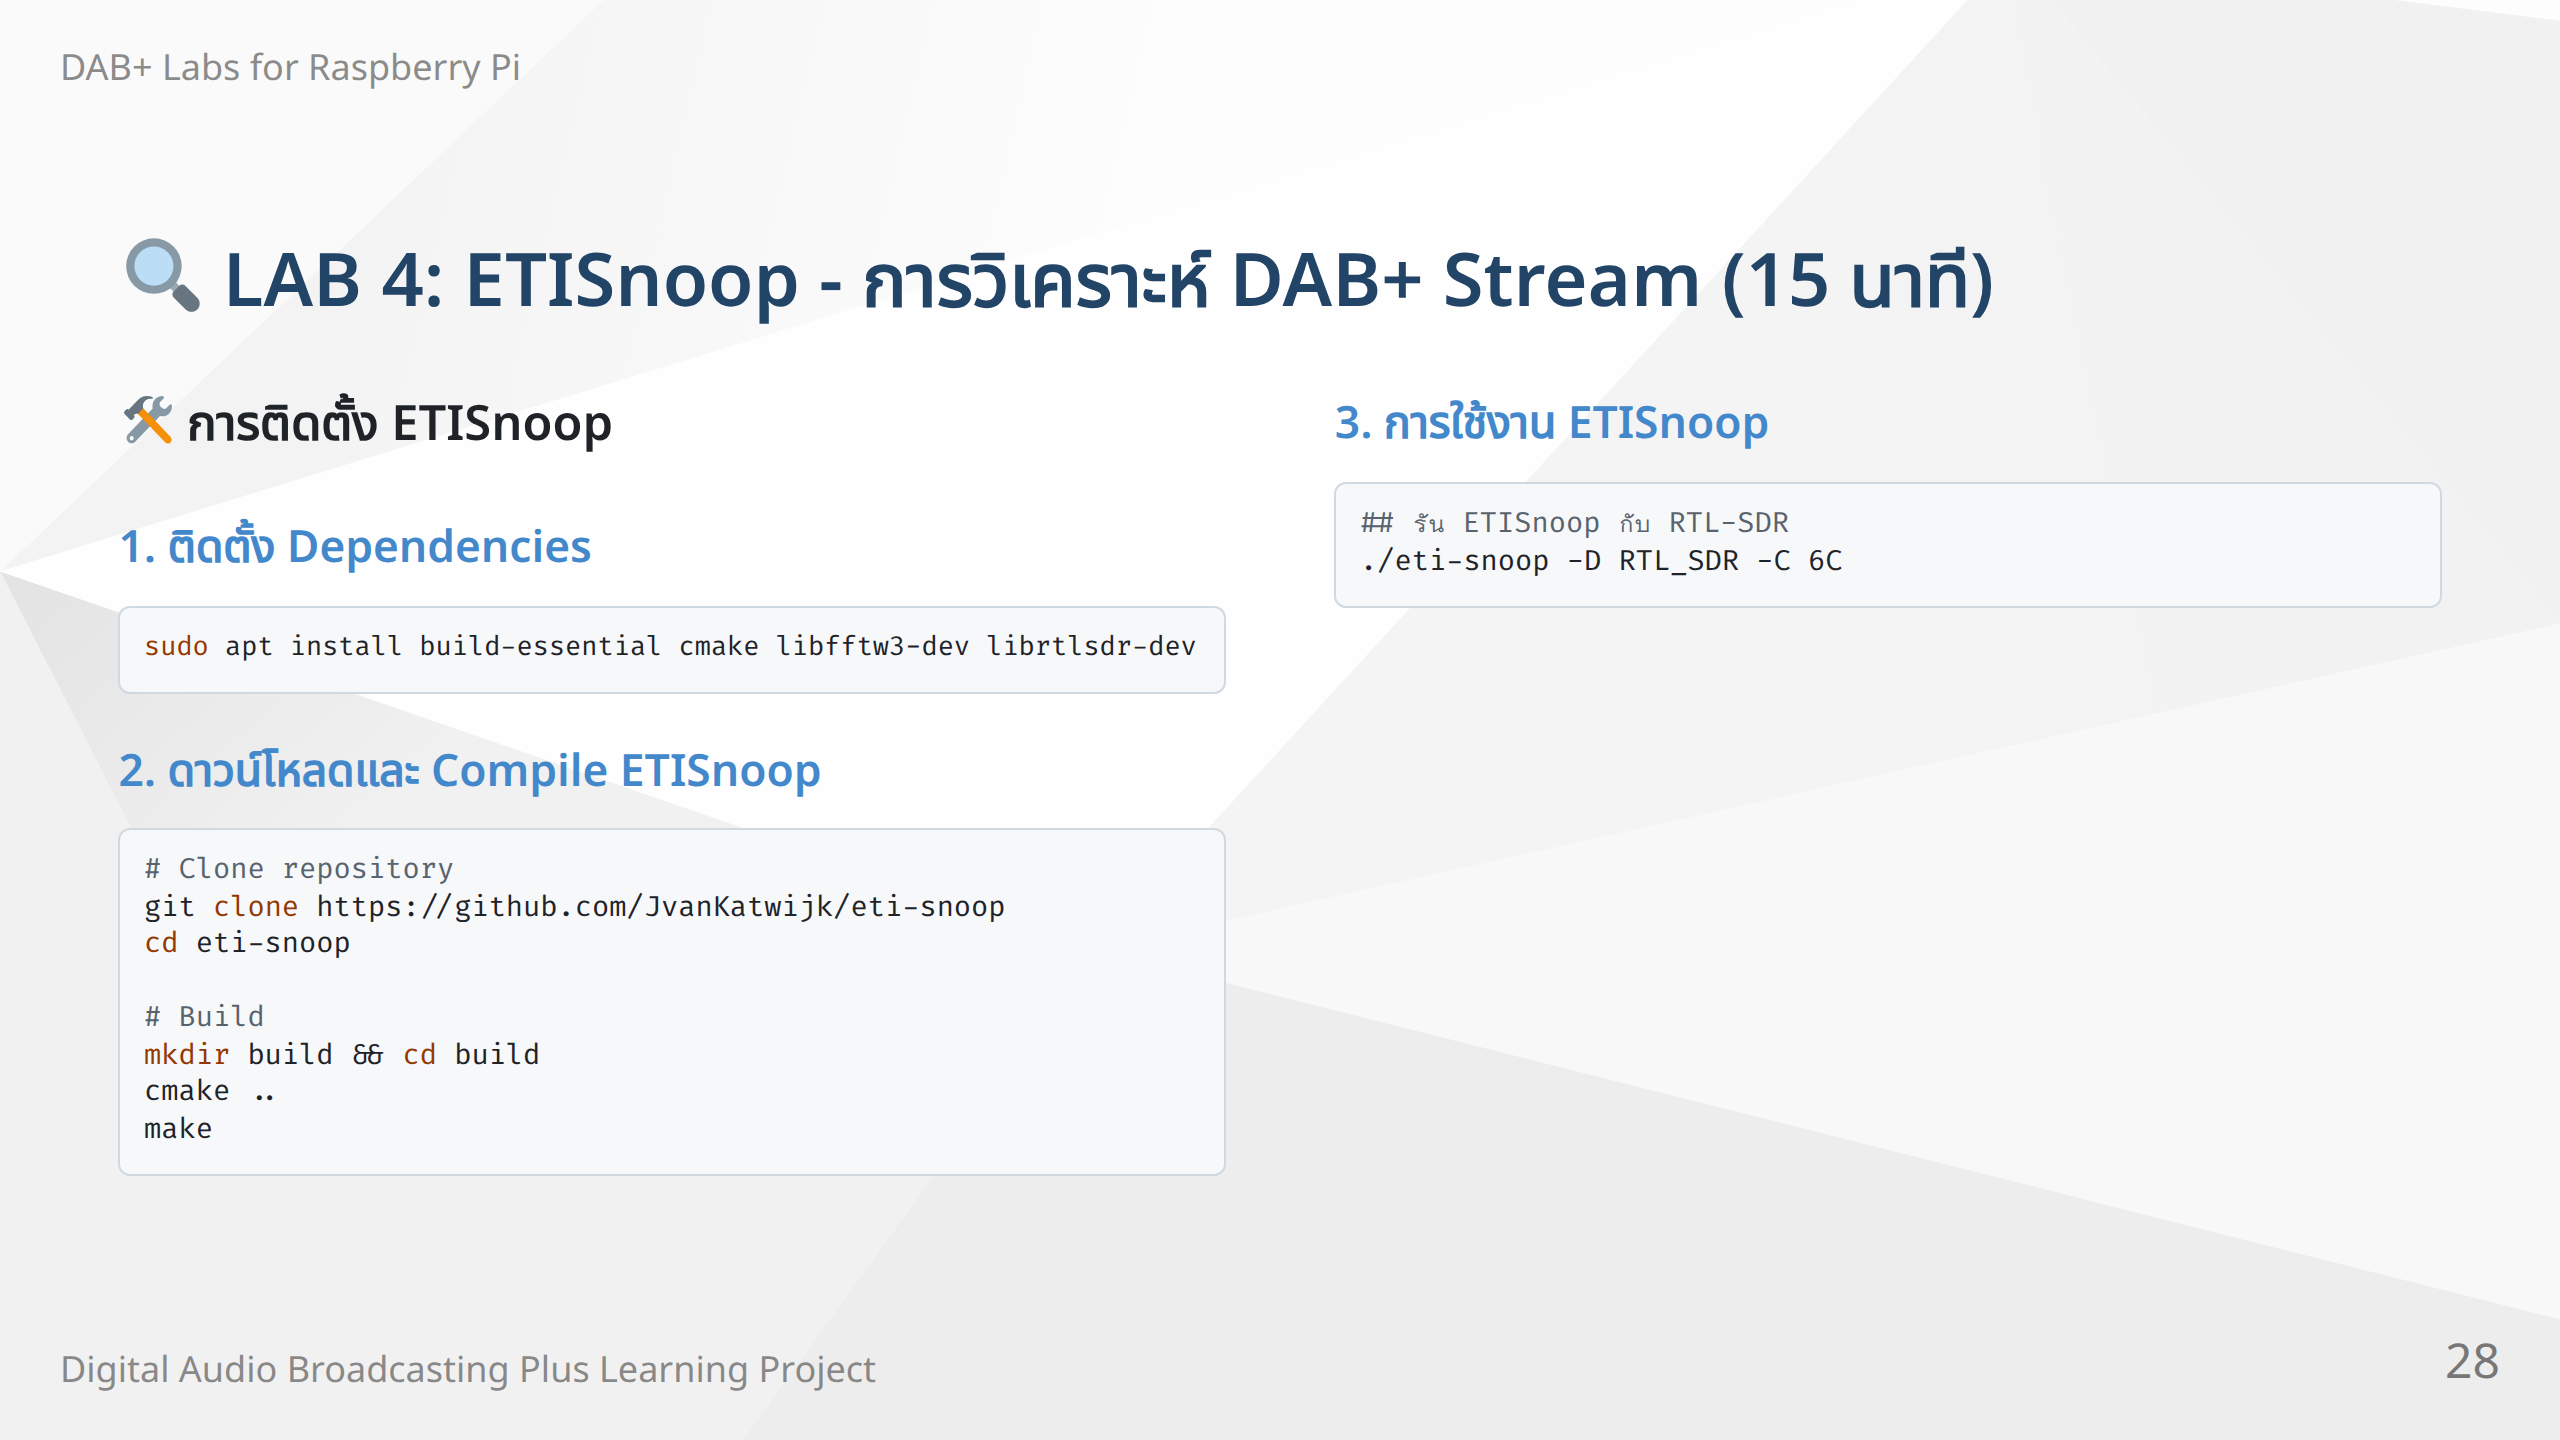 DAB+ Labs for Raspberry Pi
🔍 LAB 4: ETISnoop - การวิเคราะห์ DAB+ Stream (15 นาที)
🛠️ การติดตั้ง ETISnoop
1. ติดตั้ง Dependencies
sudo apt install build-essential cmake libfftw3-dev librtlsdr-dev
2. ดาวน์โหลดและ Compile ETISnoop
# Clone repository
git clone https://github.com/JvanKatwijk/eti-snoop
cd eti-snoop
# Build
mkdir build && cd build
cmake ..
make
3. การใช้งาน ETISnoop
## รัน ETISnoop กับ RTL-SDR
./eti-snoop -D RTL_SDR -C 6C
Digital Audio Broadcasting Plus Learning Project
28